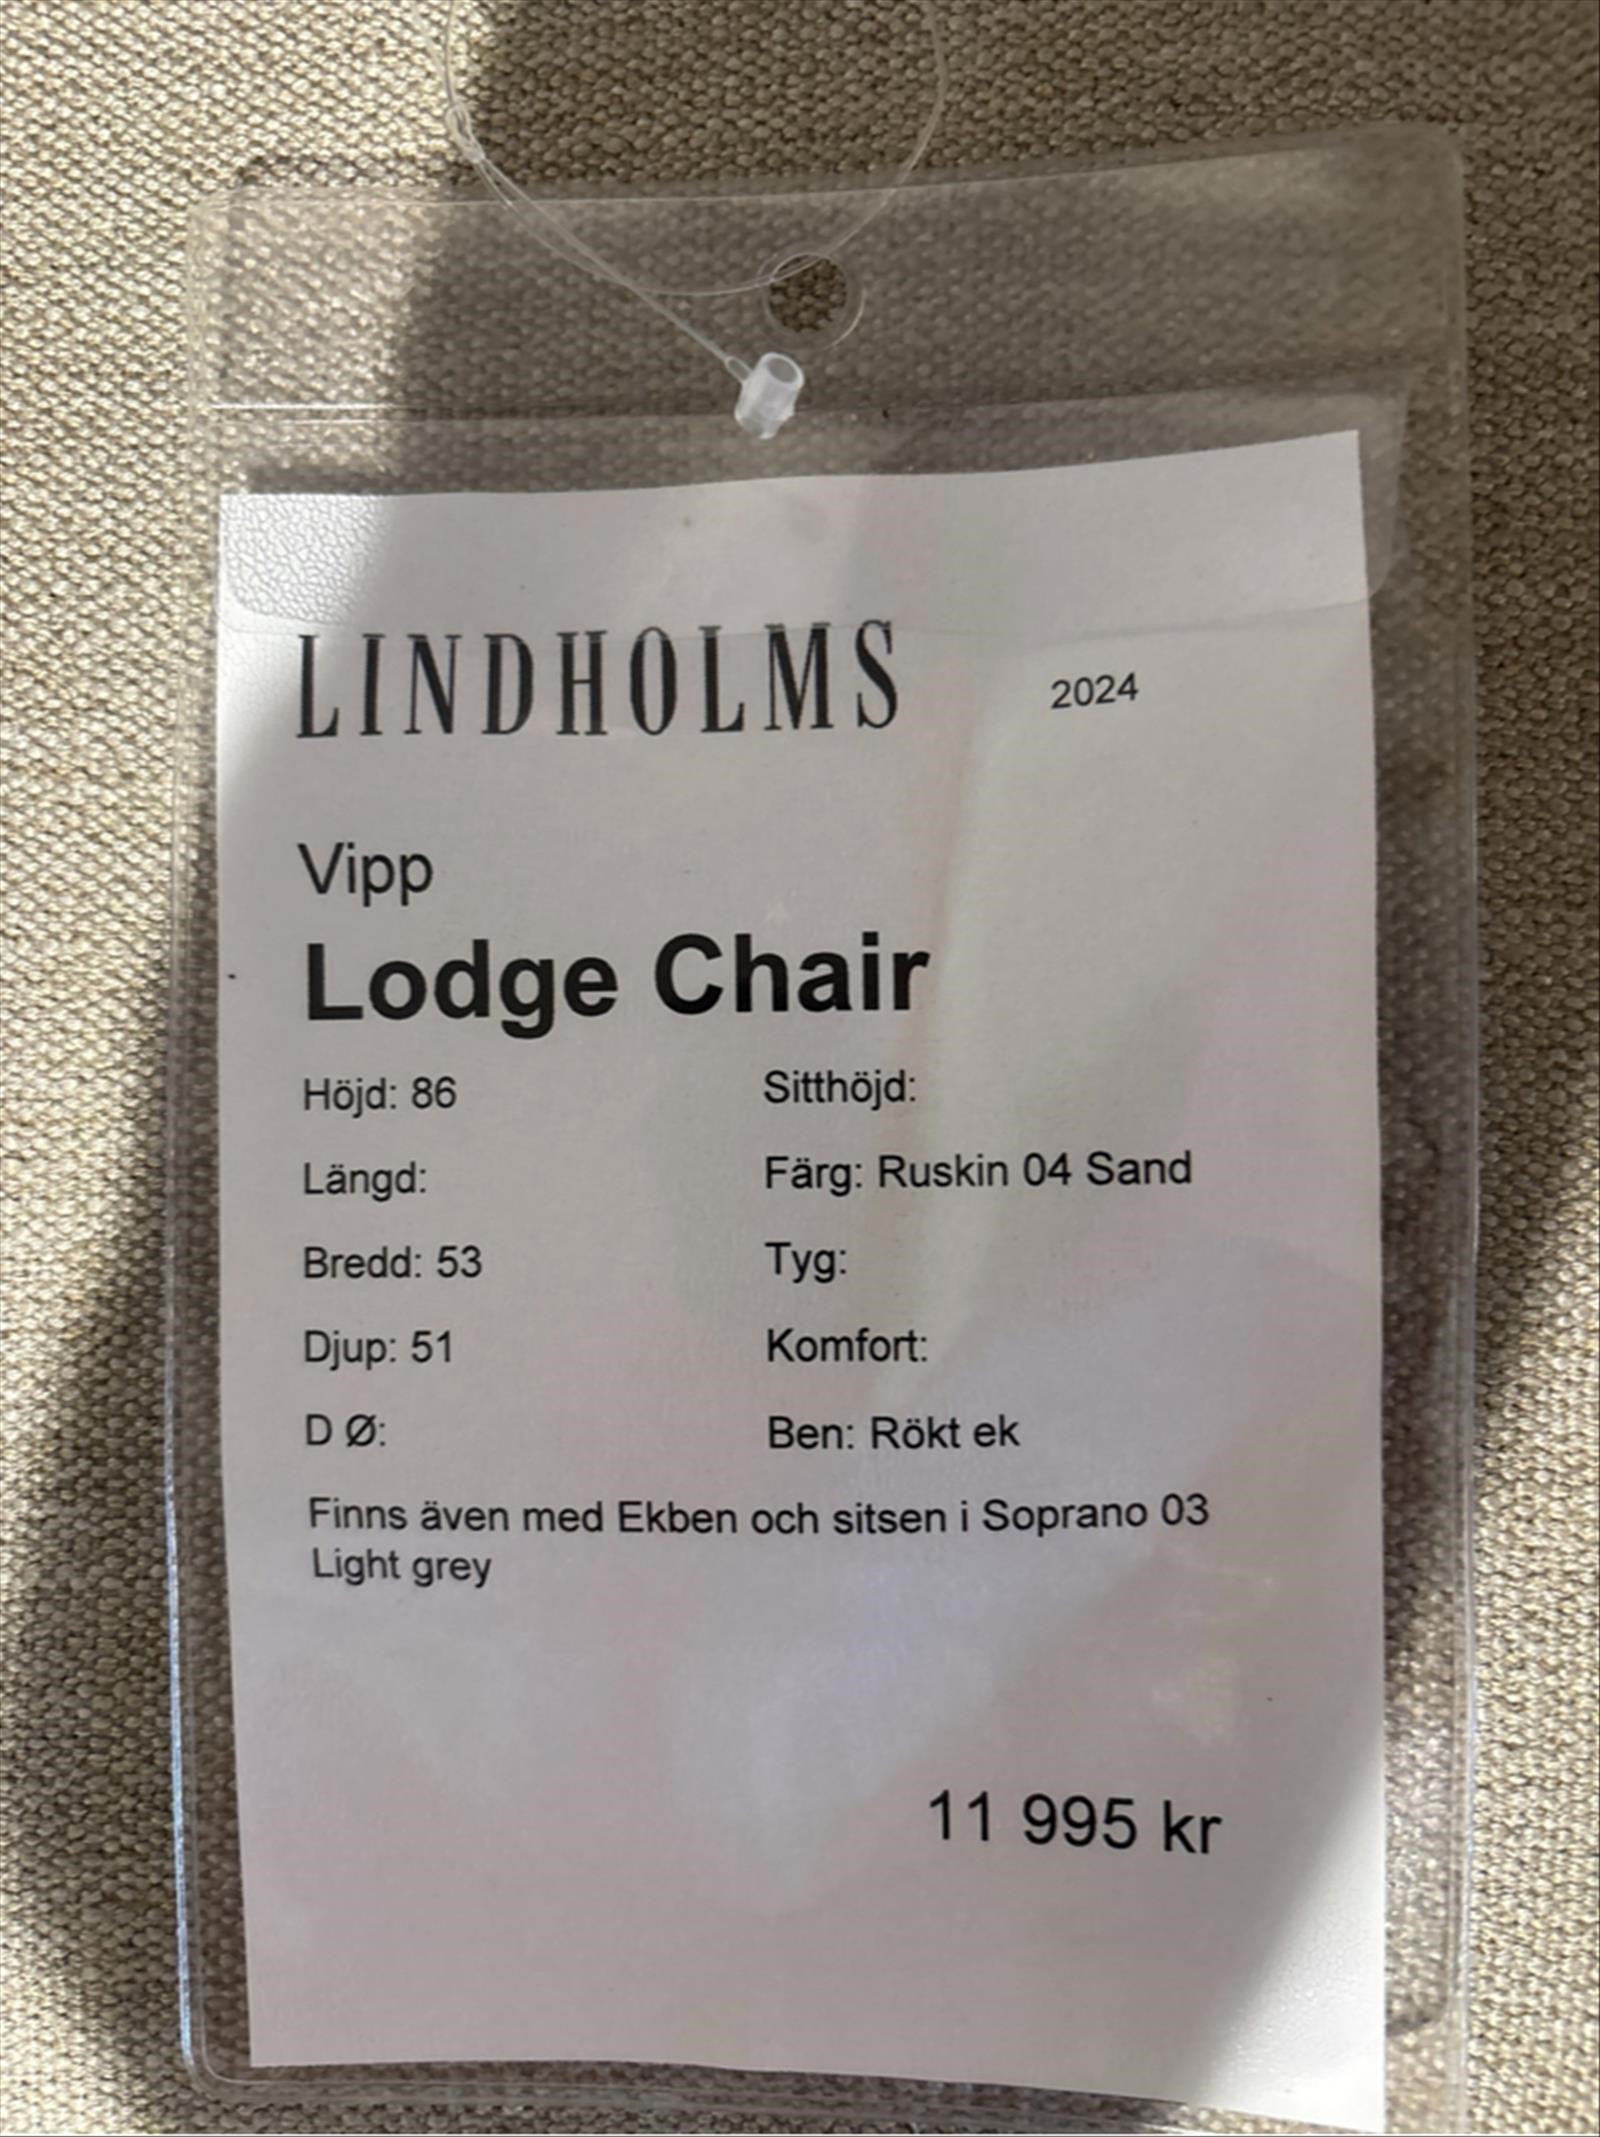 LINDHOLMS 2024
Vipp
Lodge Chair
Höjd: 86 Sitthöjd:
Längd: Färg: Ruskin 04 Sand
Bredd: 53 Tyg:
Djup: 51 Komfort:
D Ø: Ben: Rökt ek
Finns även med Ekben och sitsen i Soprano 03
Light grey
11 995 kr